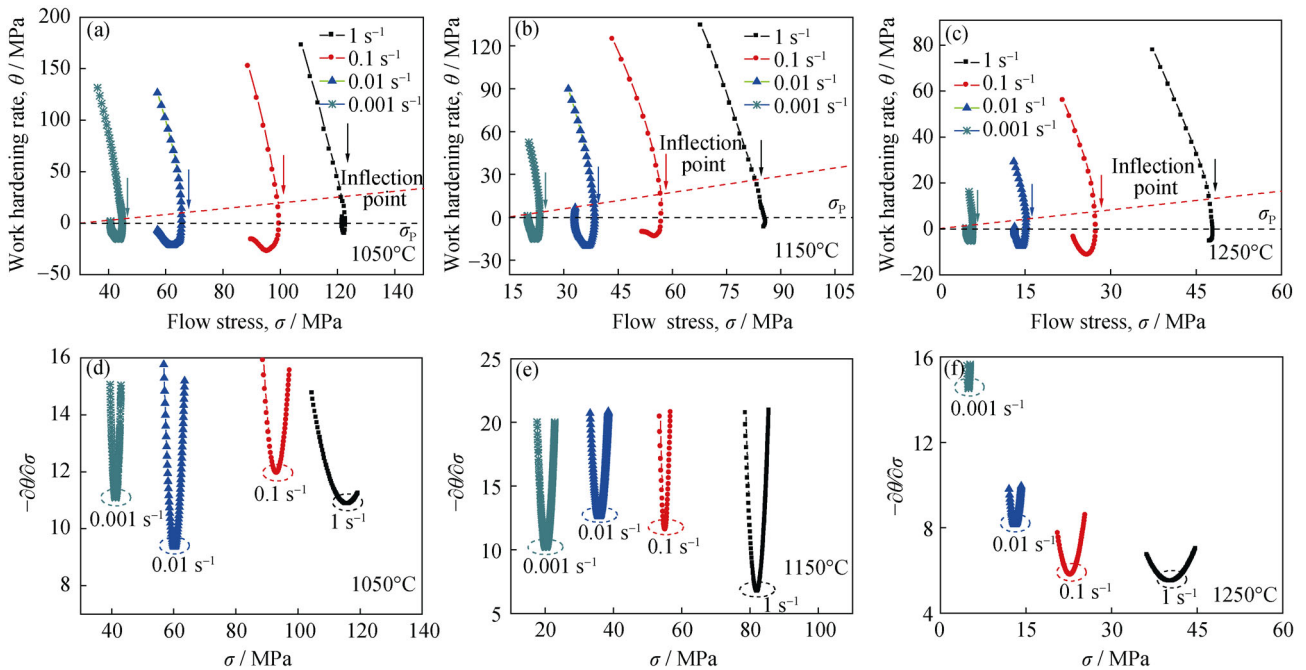 (a)
1 s⁻¹
0.1 s⁻¹
0.01 s⁻¹
0.001 s⁻¹
Inflection
point
σP
1050°C
200
150
100
50
0
−50
40
60
80
100
120
140
Work hardening rate, θ / MPa
Flow stress, σ / MPa
(b)
1 s⁻¹
0.1 s⁻¹
0.01 s⁻¹
0.001 s⁻¹
Inflection
point
σP
1150°C
120
90
60
30
0
−30
15
30
45
60
75
90
105
Work hardening rate, θ / MPa
Flow stress, σ / MPa
(c)
1 s⁻¹
0.1 s⁻¹
0.01 s⁻¹
0.001 s⁻¹
Inflection
point
σP
1250°C
80
60
40
20
0
−20
0
15
30
45
60
Work hardening rate, θ / MPa
Flow stress, σ / MPa
(d)
0.001 s⁻¹
0.01 s⁻¹
0.1 s⁻¹
1 s⁻¹
1050°C
16
14
12
10
8
40
60
80
100
120
140
−∂θ/∂σ
σ / MPa
(e)
0.001 s⁻¹
0.01 s⁻¹
0.1 s⁻¹
1 s⁻¹
1150°C
25
20
15
10
5
20
40
60
80
100
−∂θ/∂σ
σ / MPa
(f)
0.001 s⁻¹
0.01 s⁻¹
0.1 s⁻¹
1 s⁻¹
1250°C
16
12
8
4
0
15
30
45
60
−∂θ/∂σ
σ / MPa